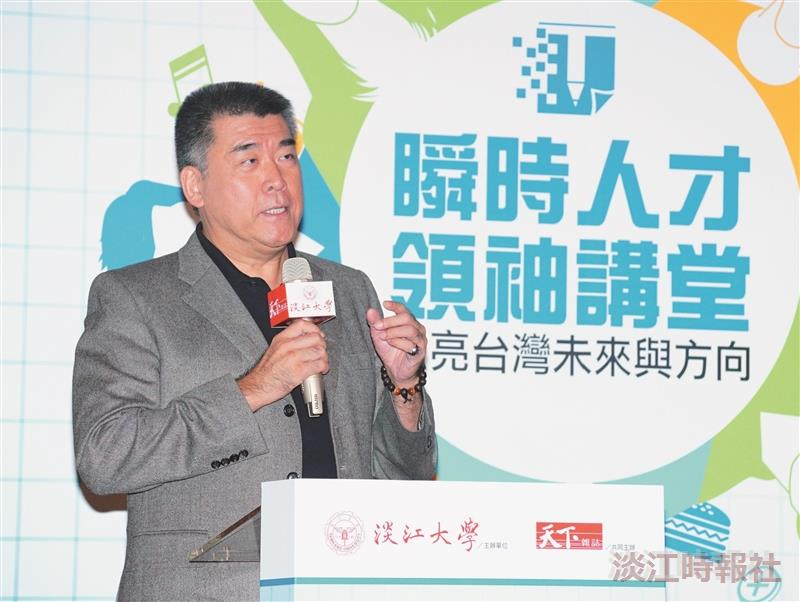 瞬時人才
領袖講堂
亮台灣未來與方向
天下 淡江大學
淡江大學/主辦單位
天下雜誌/共同主辦
淡江時報社